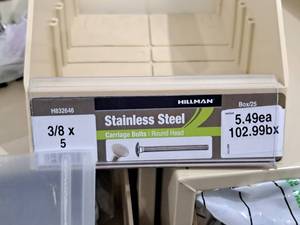 HILLMAN
H832646
Box/25
3/8 x
5
Stainless Steel
Carriage Bolts | Round Head
5.49ea
102.99bx